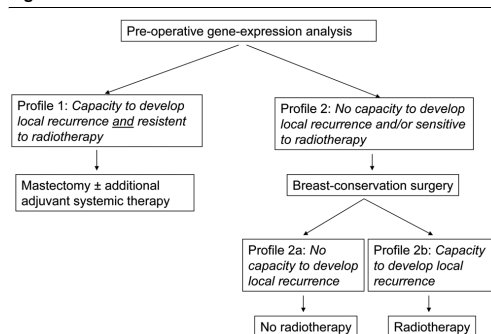 Pre-operative gene-expression analysis
Profile 1: Capacity to develop
local recurrence and resistent
to radiotherapy
Profile 2: No capacity to develop
local recurrence and/or sensitive
to radiotherapy
Mastectomy ± additional
adjuvant systemic therapy
Breast-conservation surgery
Profile 2a: No
capacity to develop
local recurrence
Profile 2b: Capacity
to develop local
recurrence
No radiotherapy
Radiotherapy